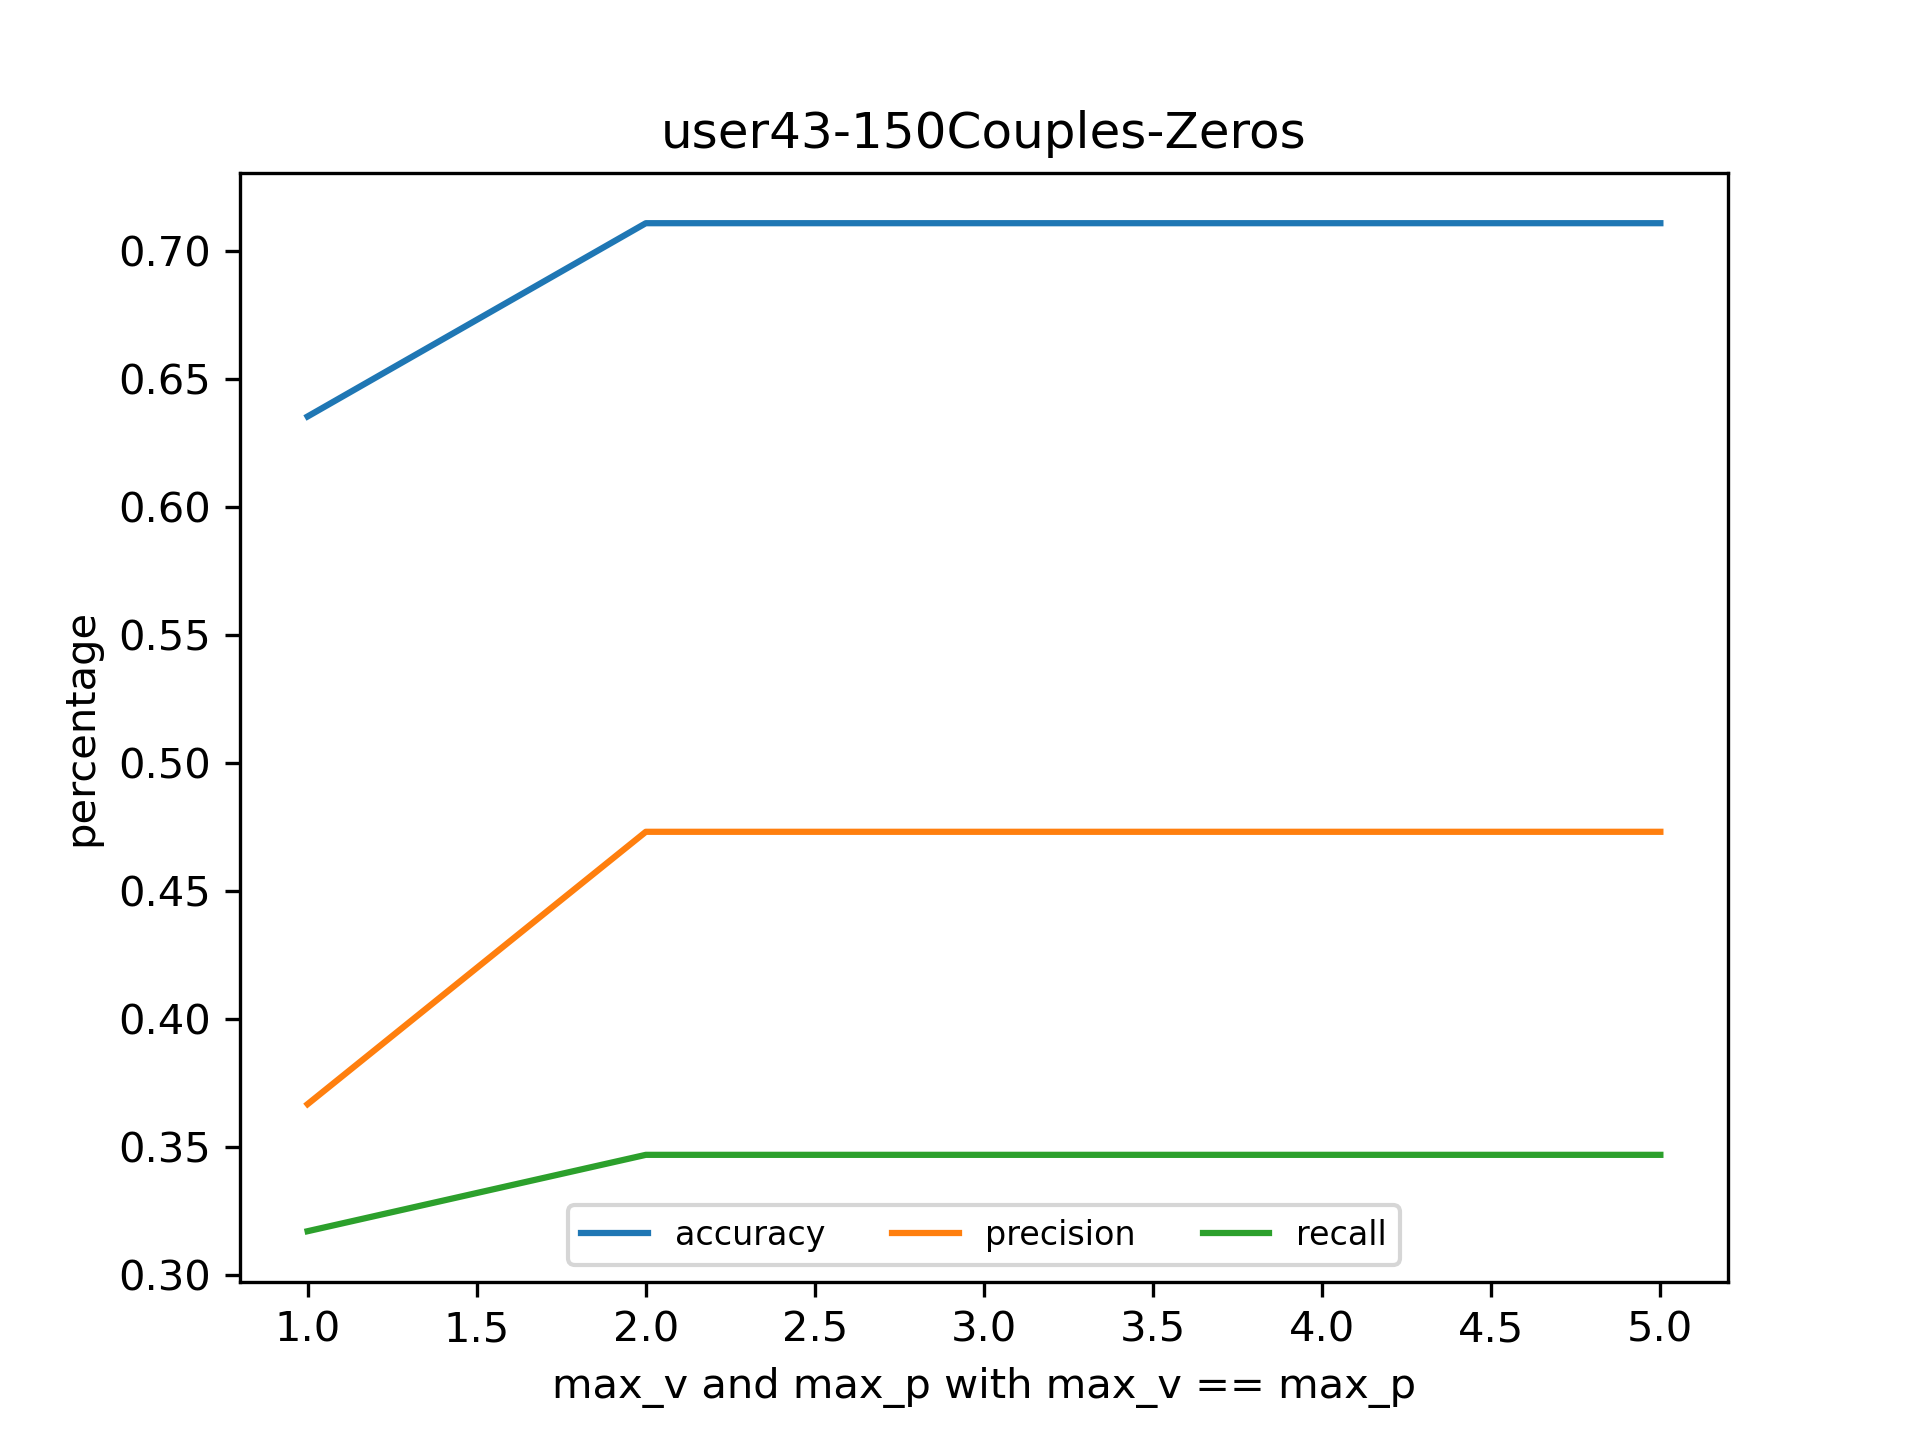 user43-150Couples-Zeros
percentage
0.70
0.65
0.60
0.55
0.50
0.45
0.40
0.35
0.30
accuracy precision recall
1.0 1.5 2.0 2.5 3.0 3.5 4.0 4.5 5.0
max_v and max_p with max_v == max_p